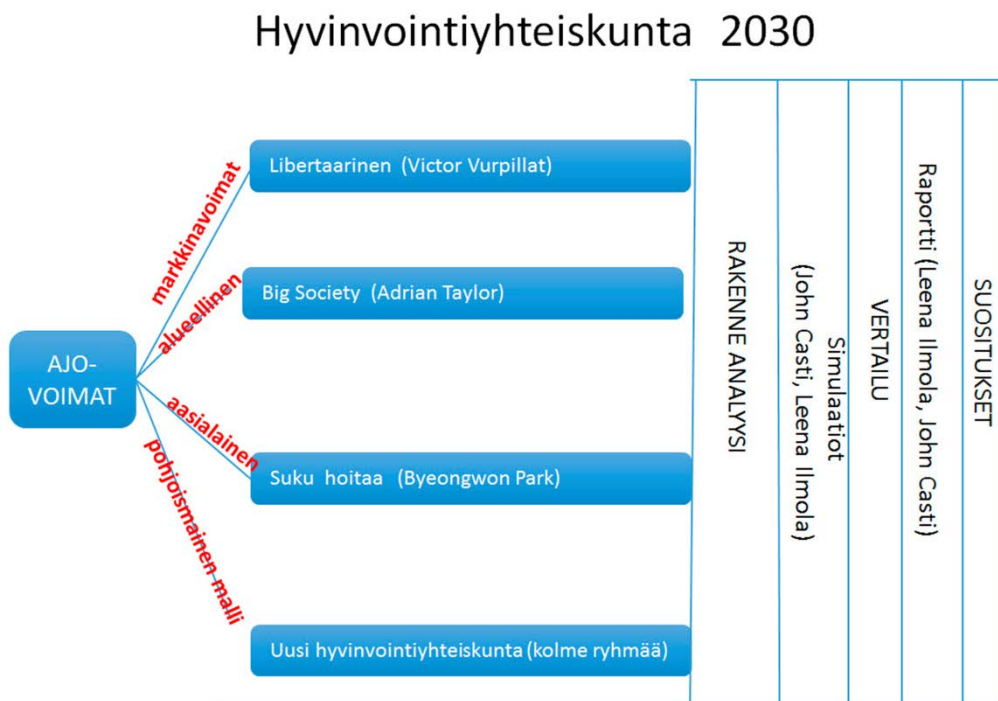 Hyvinvointiyhteiskunta 2030
AJO-
VOIMAT
markkinavoimat
Libertaarinen (Victor Vurpillat)
alueellinen
Big Society (Adrian Taylor)
aasialainen
Suku hoitaa (Byeongwon Park)
pohjoismainen malli
Uusi hyvinvointiyhteiskunta (kolme ryhmää)
RAKENNE ANALYYSI
Simulaatiot
(John Casti, Leena Ilmola)
VERTAILU
Raportti (Leena Ilmola, John Casti)
SUOSITUKSET